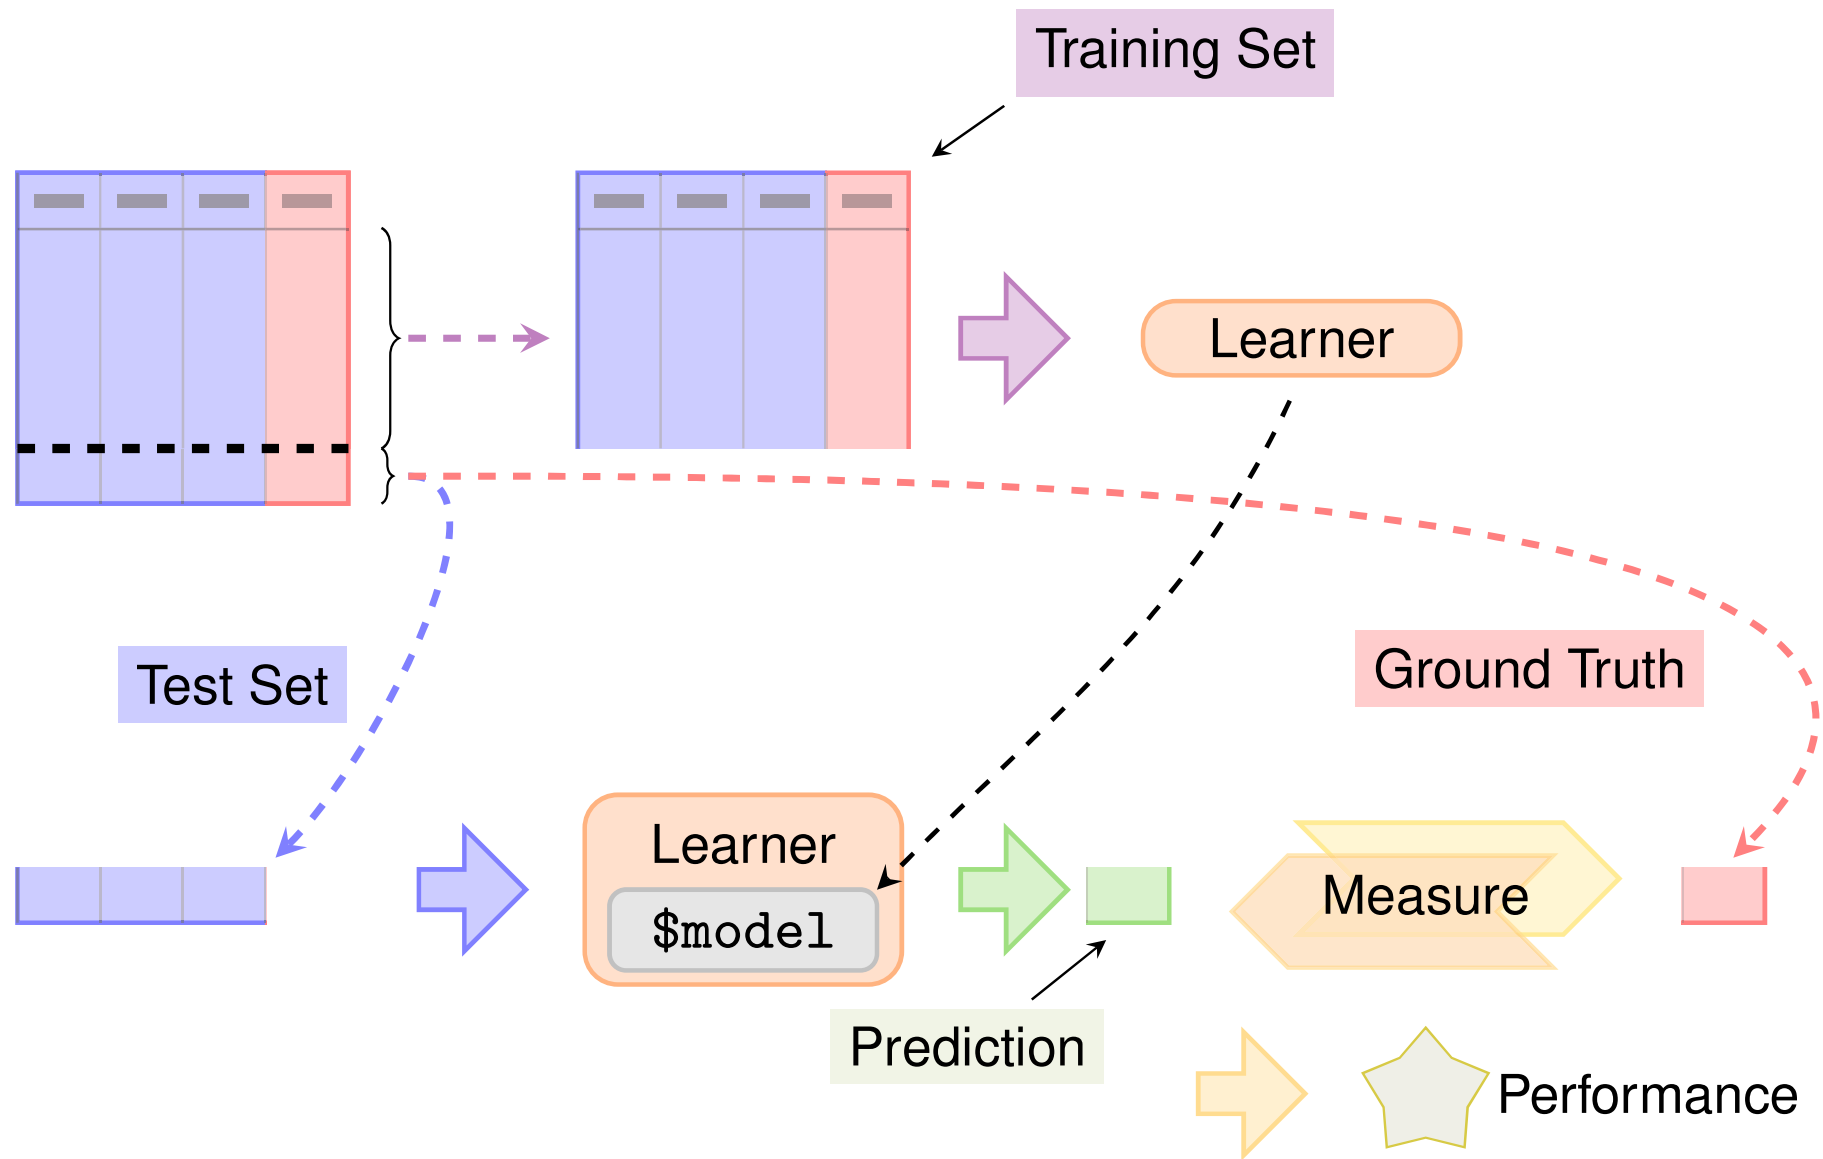 Training Set
Learner
Test Set
Ground Truth
Learner
$model
Measure
Prediction
Performance